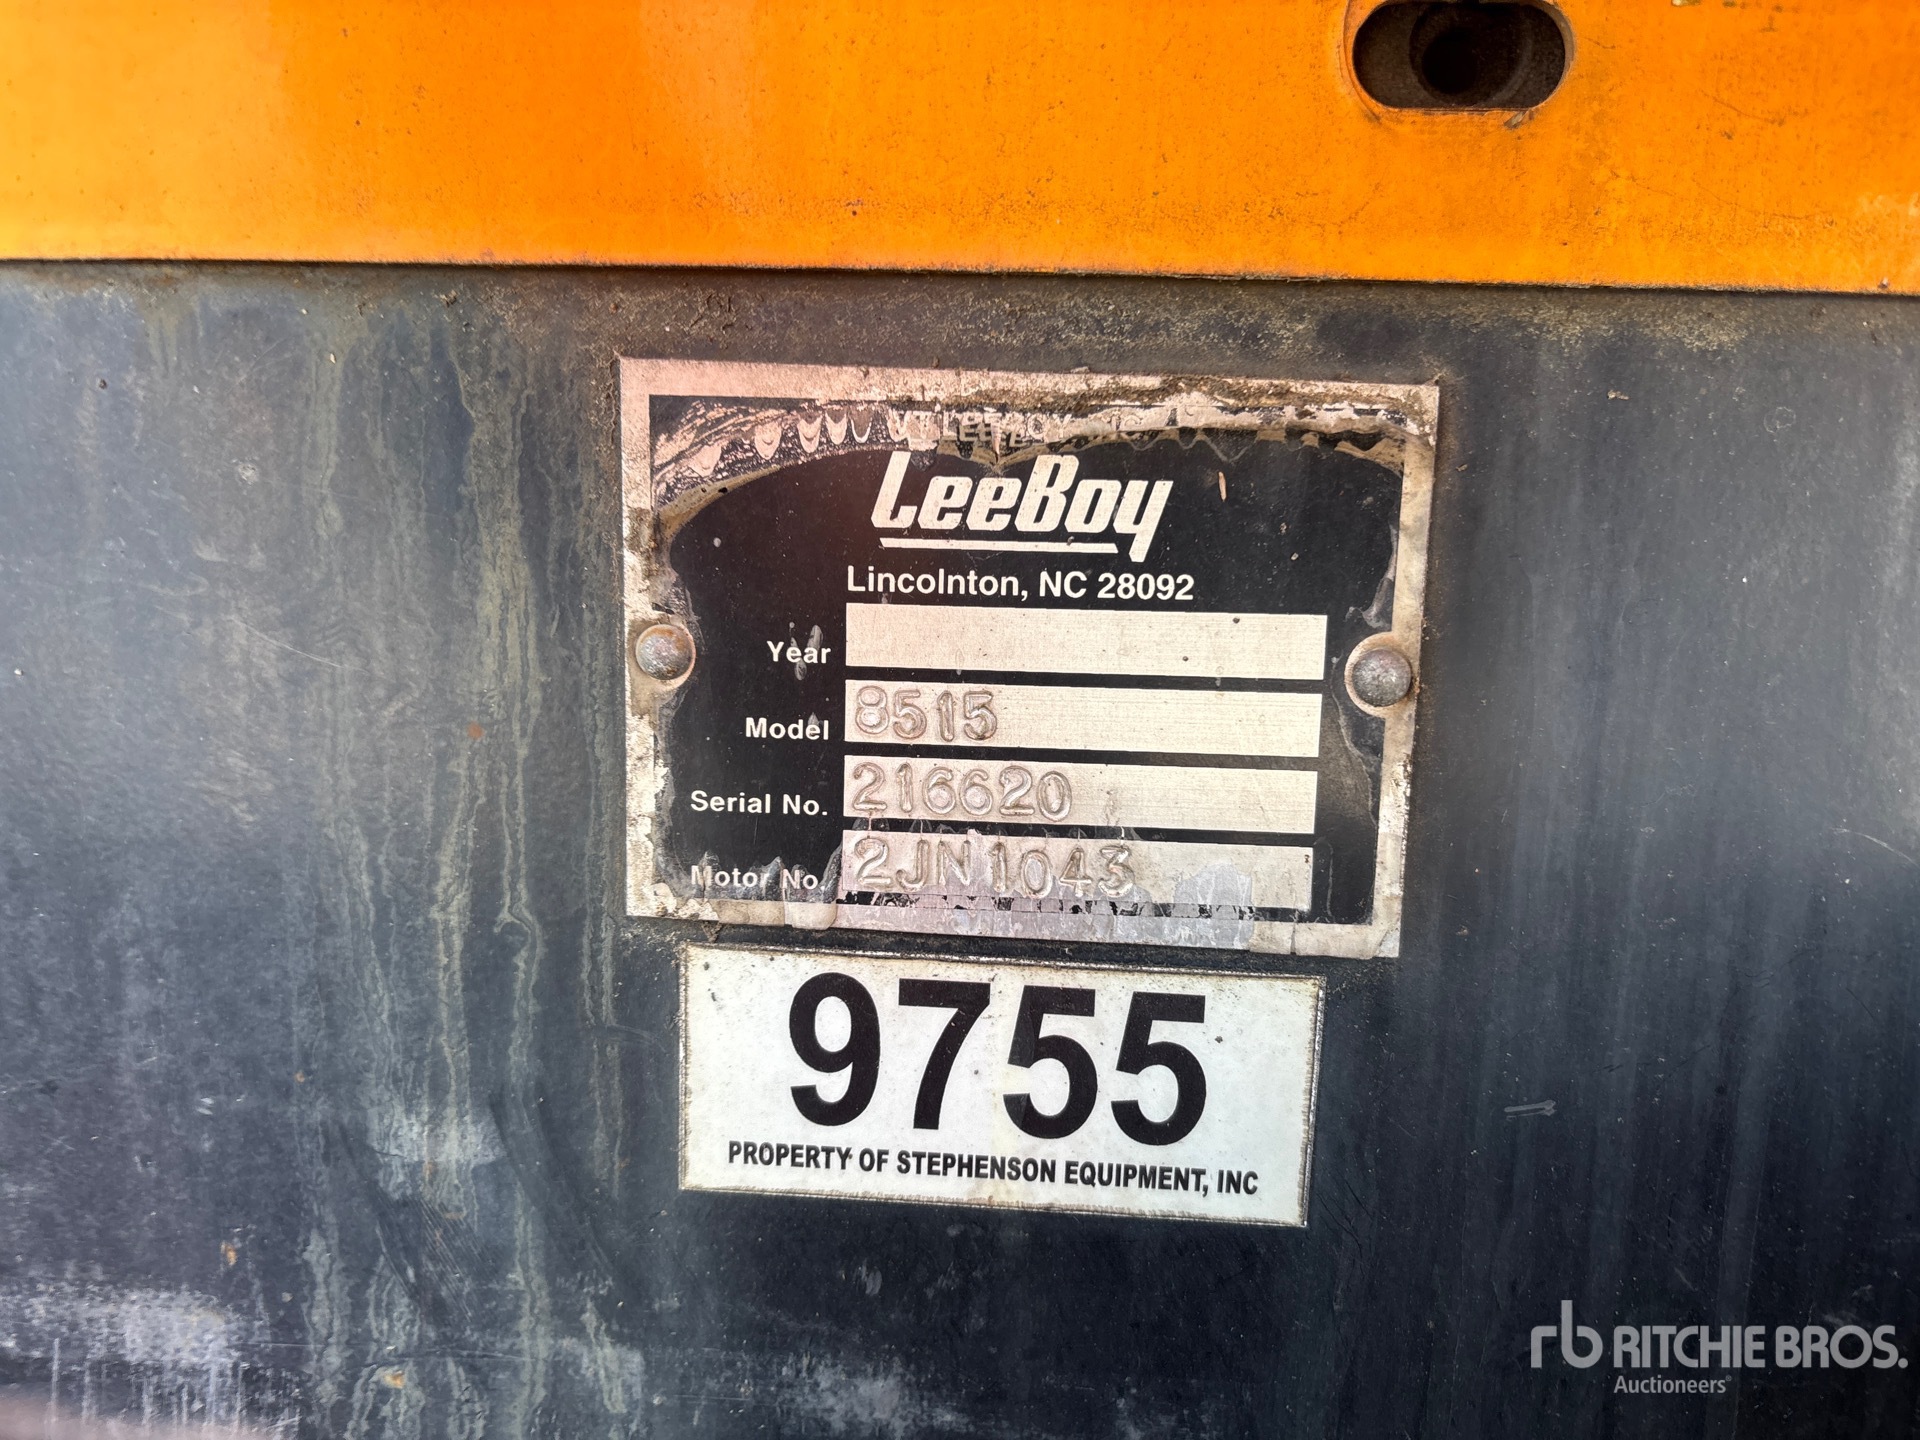 LeeBoy
Lincolnton, NC 28092
Year
Model 8515
Serial No. 216620
Motor No. 2JN1043
9755
PROPERTY OF STEPHENSON EQUIPMENT, INC
rb RITCHIE BROS.
Auctioneers